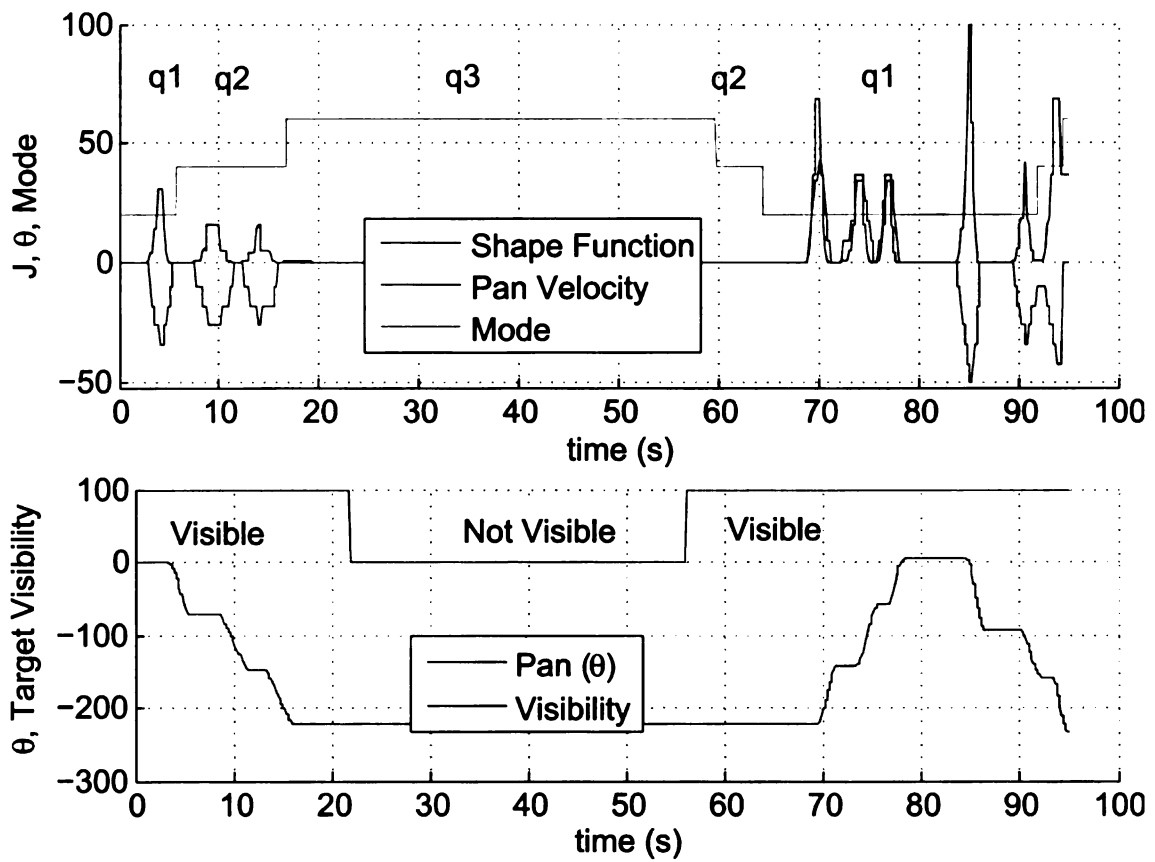 100
50
0
−50
J, θ, Mode
q1 q2 q3 q2 q1
Shape Function
Pan Velocity
Mode
0 10 20 30 40 50 60 70 80 90 100
time (s)
100
0
−100
−200
−300
θ, Target Visibility
Visible Not Visible Visible
Pan (θ)
Visibility
0 10 20 30 40 50 60 70 80 90 100
time (s)